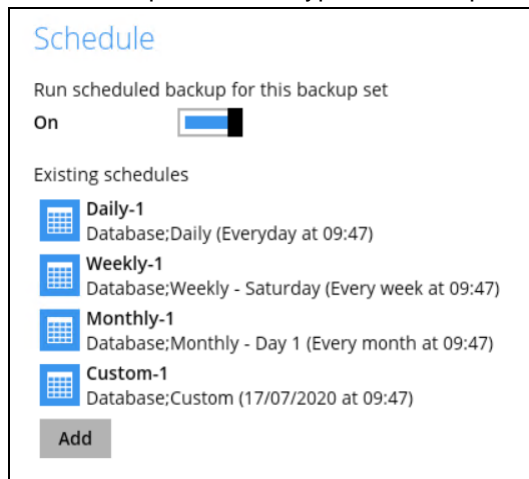 Schedule
Run scheduled backup for this backup set
On
Existing schedules
Daily-1
Database;Daily (Everyday at 09:47)
Weekly-1
Database;Weekly - Saturday (Every week at 09:47)
Monthly-1
Database;Monthly - Day 1 (Every month at 09:47)
Custom-1
Database;Custom (17/07/2020 at 09:47)
Add